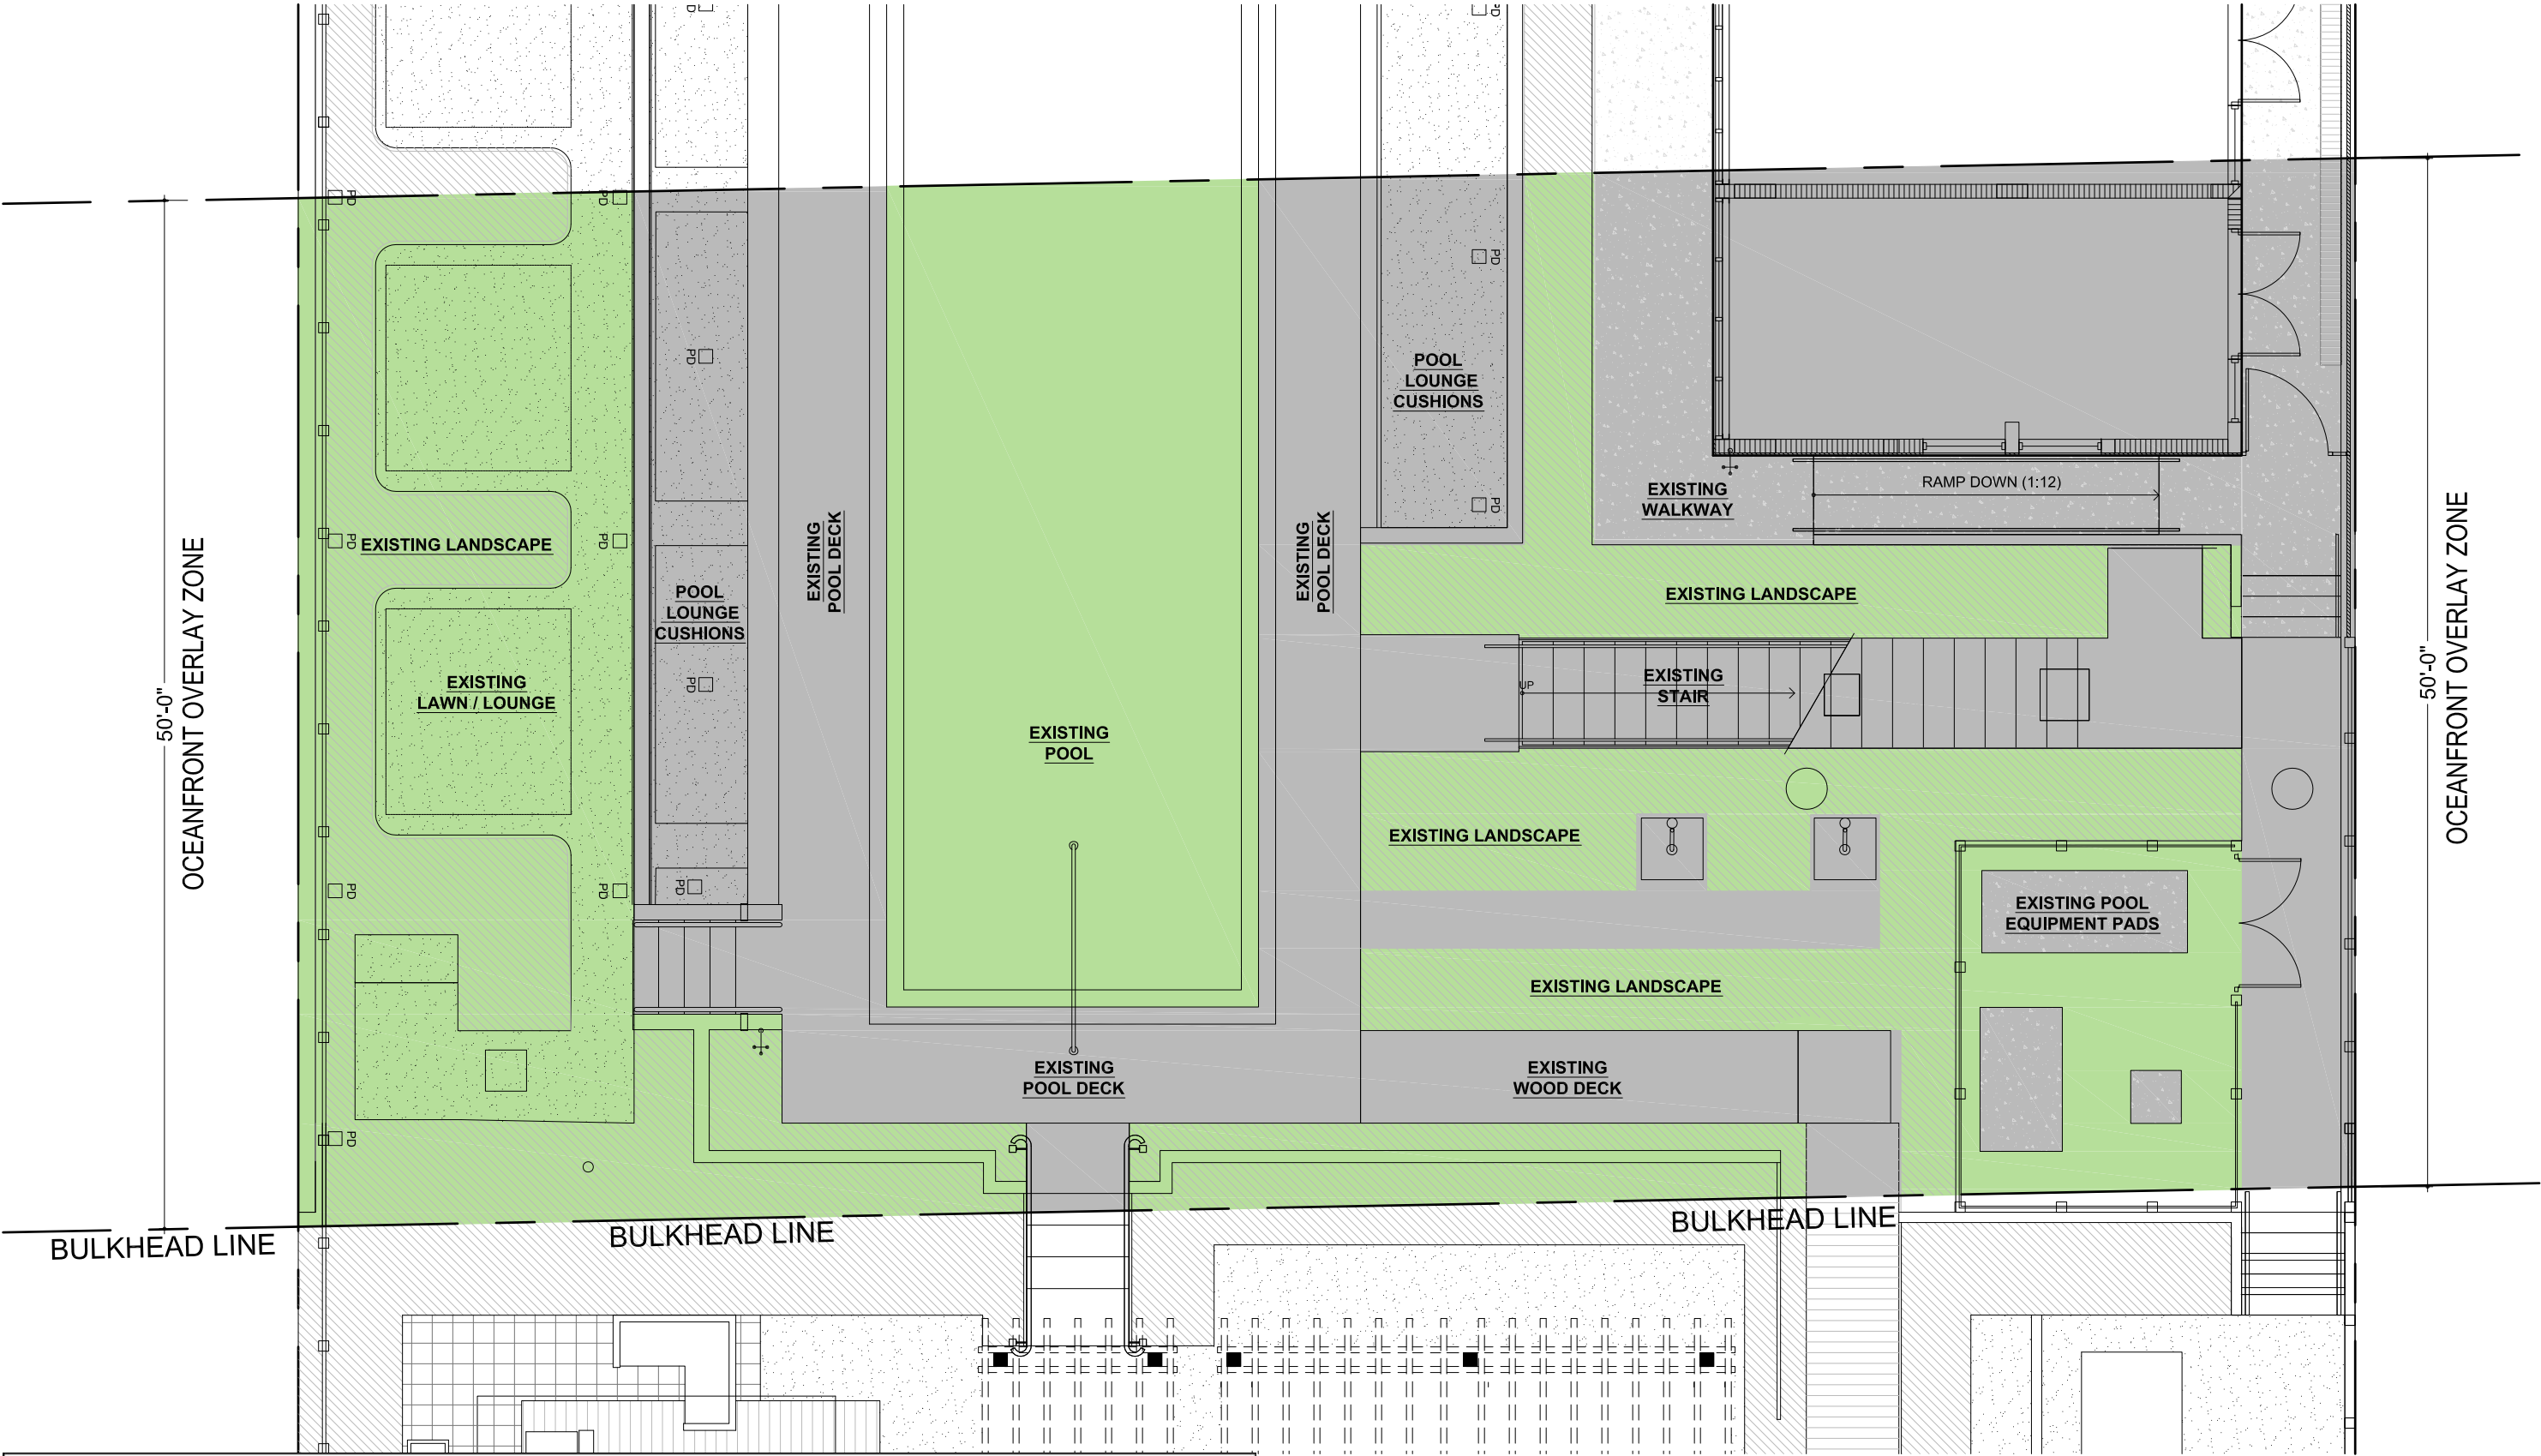 PD
PD
PD
PD
PD
POOL
LOUNGE
CUSHIONS
PD
PD
RAMP DOWN (1:12)
EXISTING
WALKWAY
PD
EXISTING
POOL DECK
EXISTING
POOL DECK
PD
EXISTING LANDSCAPE
PD
OCEANFRONT OVERLAY ZONE
50'-0"
OCEANFRONT OVERLAY ZONE
50'-0"
POOL
LOUNGE
CUSHIONS
EXISTING LANDSCAPE
EXISTING
LAWN / LOUNGE
PD
UP
EXISTING
STAIR
EXISTING
POOL
EXISTING LANDSCAPE
PD
PD
PD
EXISTING POOL
EQUIPMENT PADS
EXISTING LANDSCAPE
EXISTING
POOL DECK
EXISTING
WOOD DECK
PD
BULKHEAD LINE
BULKHEAD LINE
BULKHEAD LINE